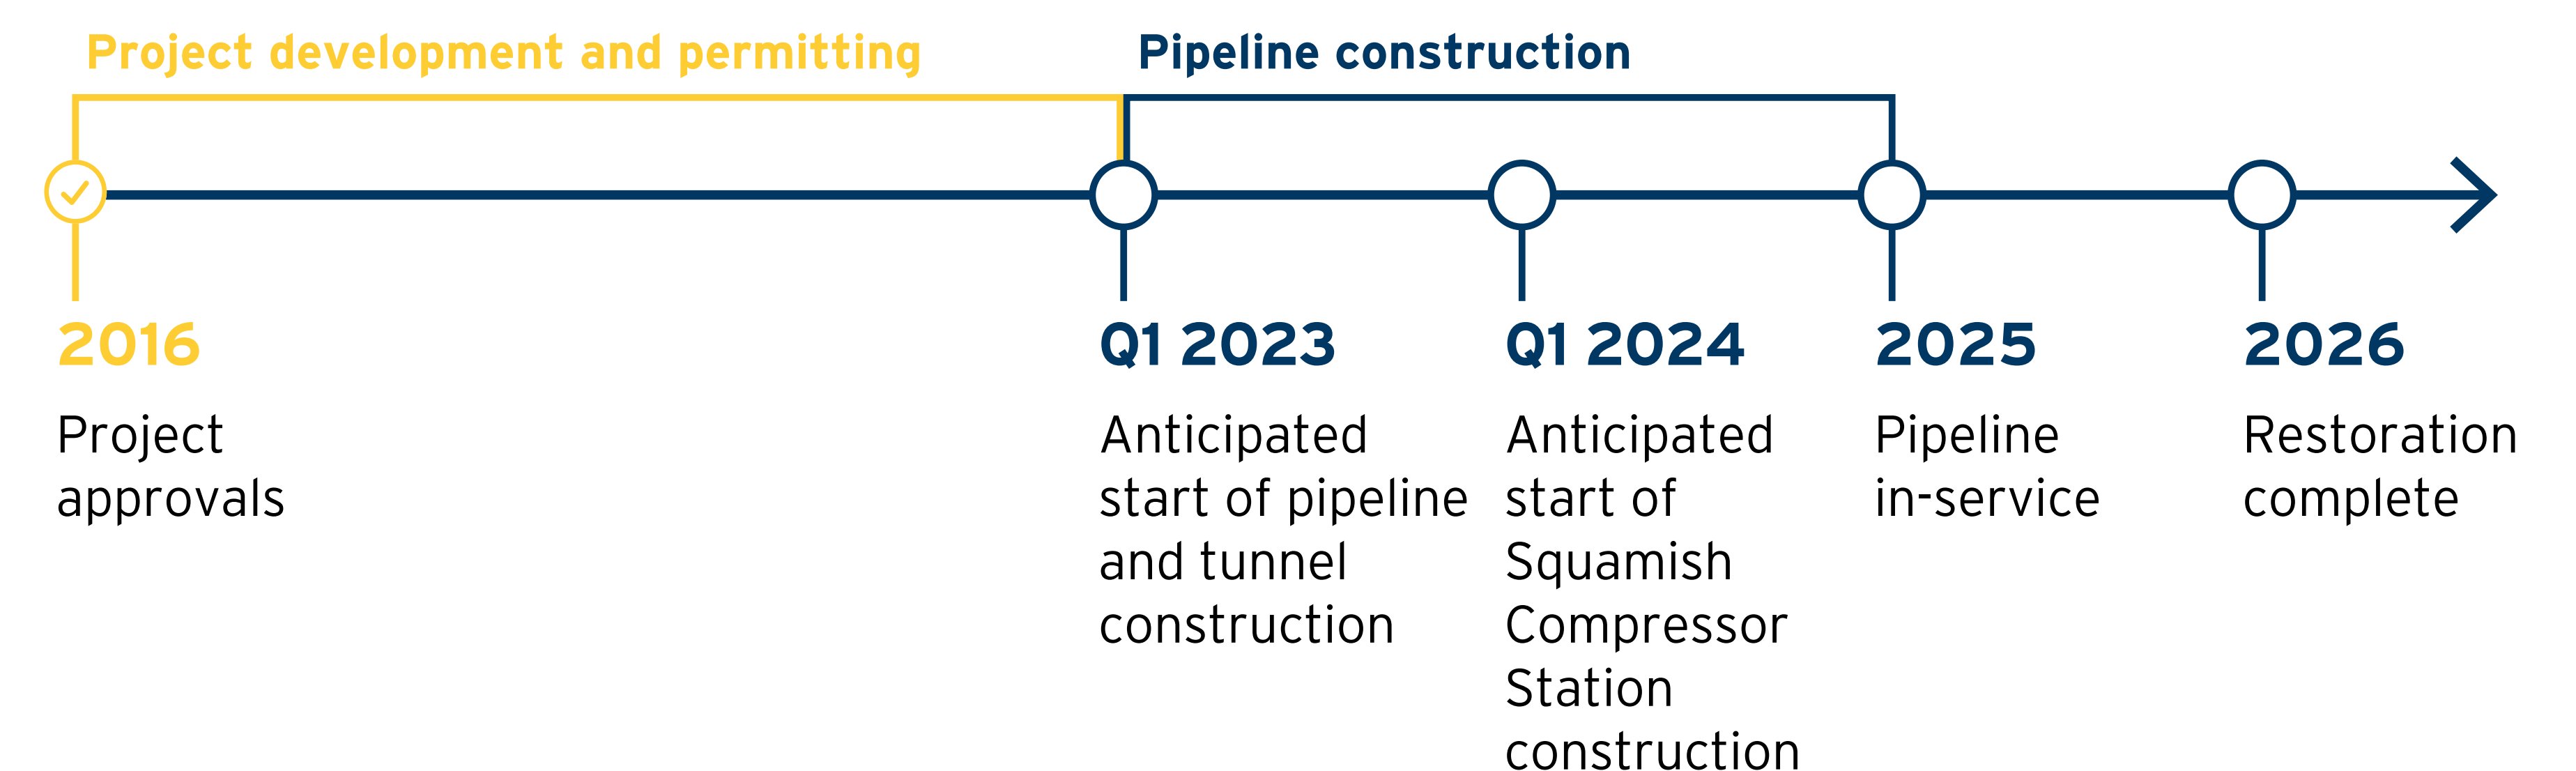 Project development and permitting
Pipeline construction
2016
Project
approvals
Q1 2023
Anticipated
start of pipeline
and tunnel
construction
Q1 2024
Anticipated
start of
Squamish
Compressor
Station
construction
2025
Pipeline
in-service
2026
Restoration
complete